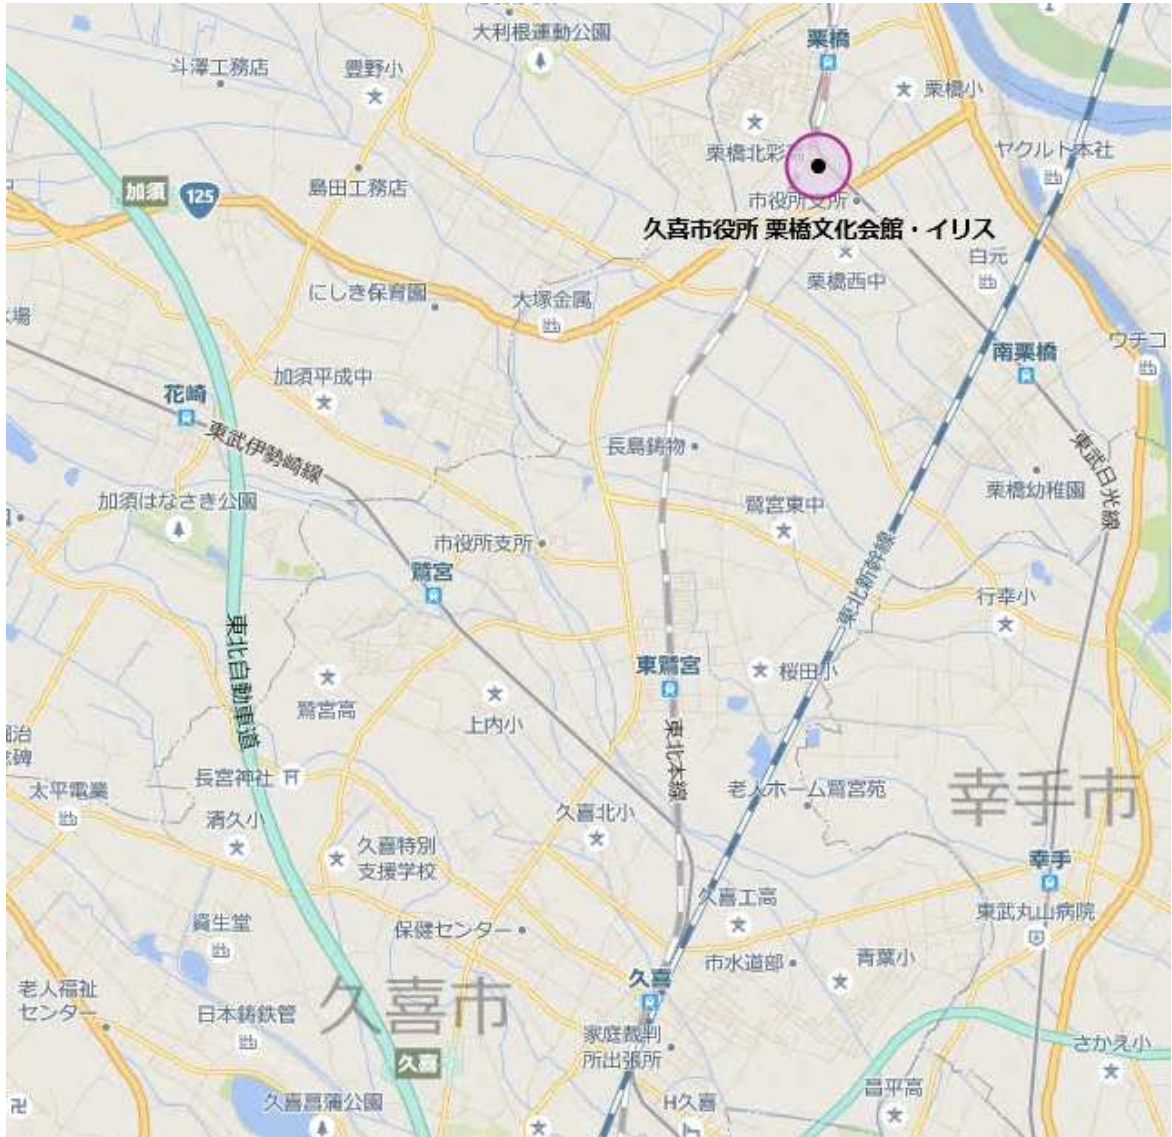 大利根運動公園
栗橋
斗澤工務店
豊野小
栗橋小
栗橋北彩
ヤクルト本社
加須
125
島田工務店
市役所支所
久喜市役所 栗橋文化会館・イリス
白元
栗橋西中
にしき保育園
大塚金属
ウチコ
南栗橋
加須平成中
花崎
東武伊勢崎線
長島鋳物
東武日光線
加須はなさき公園
鷲宮東中
栗橋幼稚園
市役所支所
鷲宮
東北新幹線
行幸小
東北自動車道
東鷲宮
桜田小
鷲宮高
上内小
東北本線
長宮神社
老人ホーム鷲宮苑
幸手市
太平電業
清久小
久喜北小
久喜特別
支援学校
幸手
久喜工高
東武丸山病院
資生堂
保健センター
市水道部
青葉小
久喜
老人福祉
センター
日本鋳鉄管
久喜市
家庭裁判
所出張所
さかえ小
久喜
昌平高
久喜菖蒲公園
H久喜